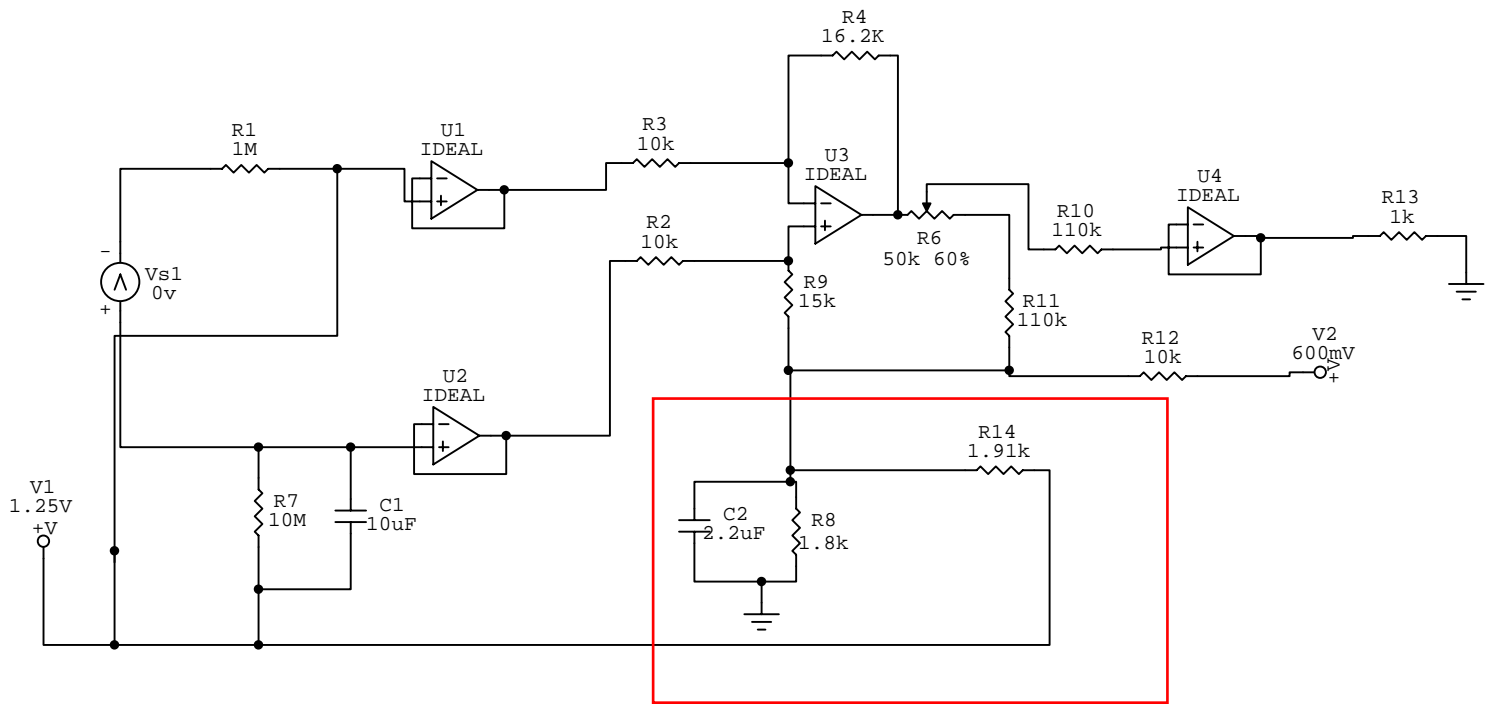 R4
16.2K
R1
1M
U1
IDEAL
R3
10k
U3
IDEAL
U4
IDEAL
R13
1k
R2
10k
R10
110k
R6
50k 60%
Vs1
0v
R9
15k
R11
110k
R12
10k
V2
600mV
+V
U2
IDEAL
R14
1.91k
V1
1.25V
+V
R7
10M
C1
10uF
C2
2.2uF
R8
1.8k